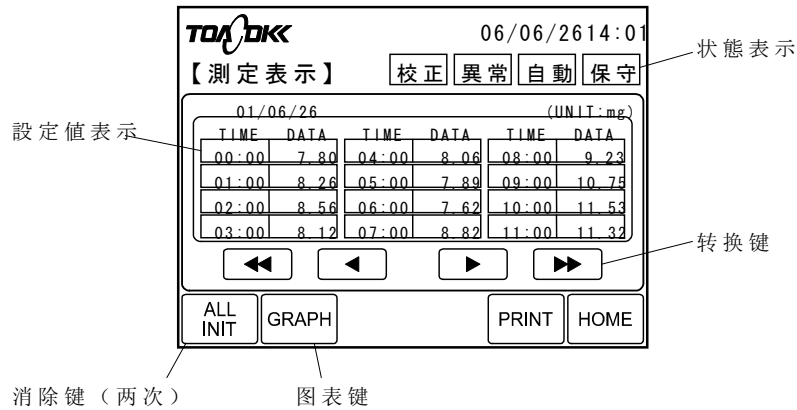 TOA DKK 06/06/2614:01
状態表示
【測定表示】 校正 異常 自動 保守
01/06/26 (UNIT:mg)
設定値表示
TIME DATA TIME DATA TIME DATA
00:00 7.80 04:00 8.06 08:00 9.23
01:00 8.26 05:00 7.89 09:00 10.75
02:00 8.56 06:00 7.62 10:00 11.53
03:00 8.12 07:00 8.82 11:00 11.32
转换键
ALL INIT GRAPH PRINT HOME
消除键（两次） 图表键